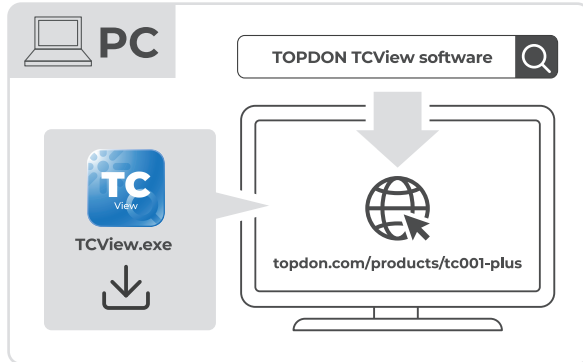 PC
TOPDON TCView software
TC
View
TCView.exe
topdon.com/products/tc001-plus